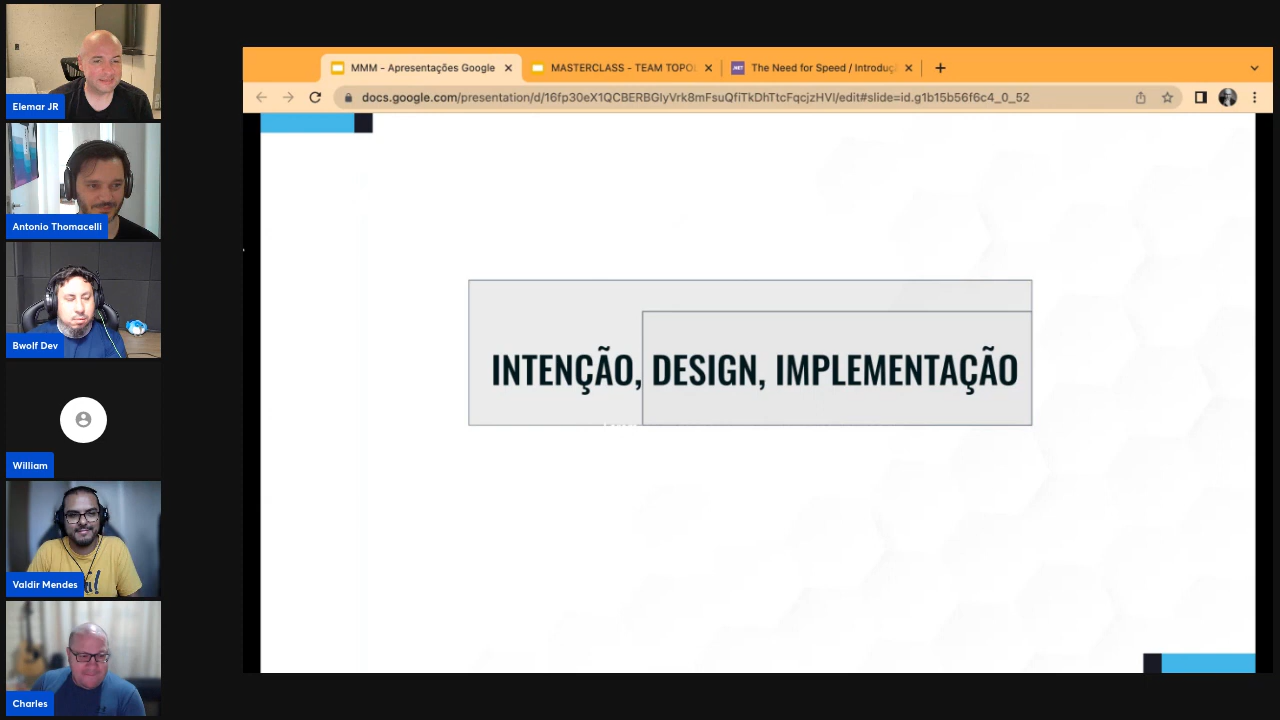 Elemar JR
Antonio Thomacelli
Bwolf Dev
William
Valdir Mendes
Charles
MMM - Apresentações Google
MASTERCLASS - TEAM TOPO
The Need for Speed / Introduç
docs.google.com/presentation/d/16fp30eX1QCBERBGIyVrk8mFsuQfiTkDhTtcFqcjzHVI/edit#slide=id.g1b15b56f6c4_0_52
INTENÇÃO, DESIGN, IMPLEMENTAÇÃO